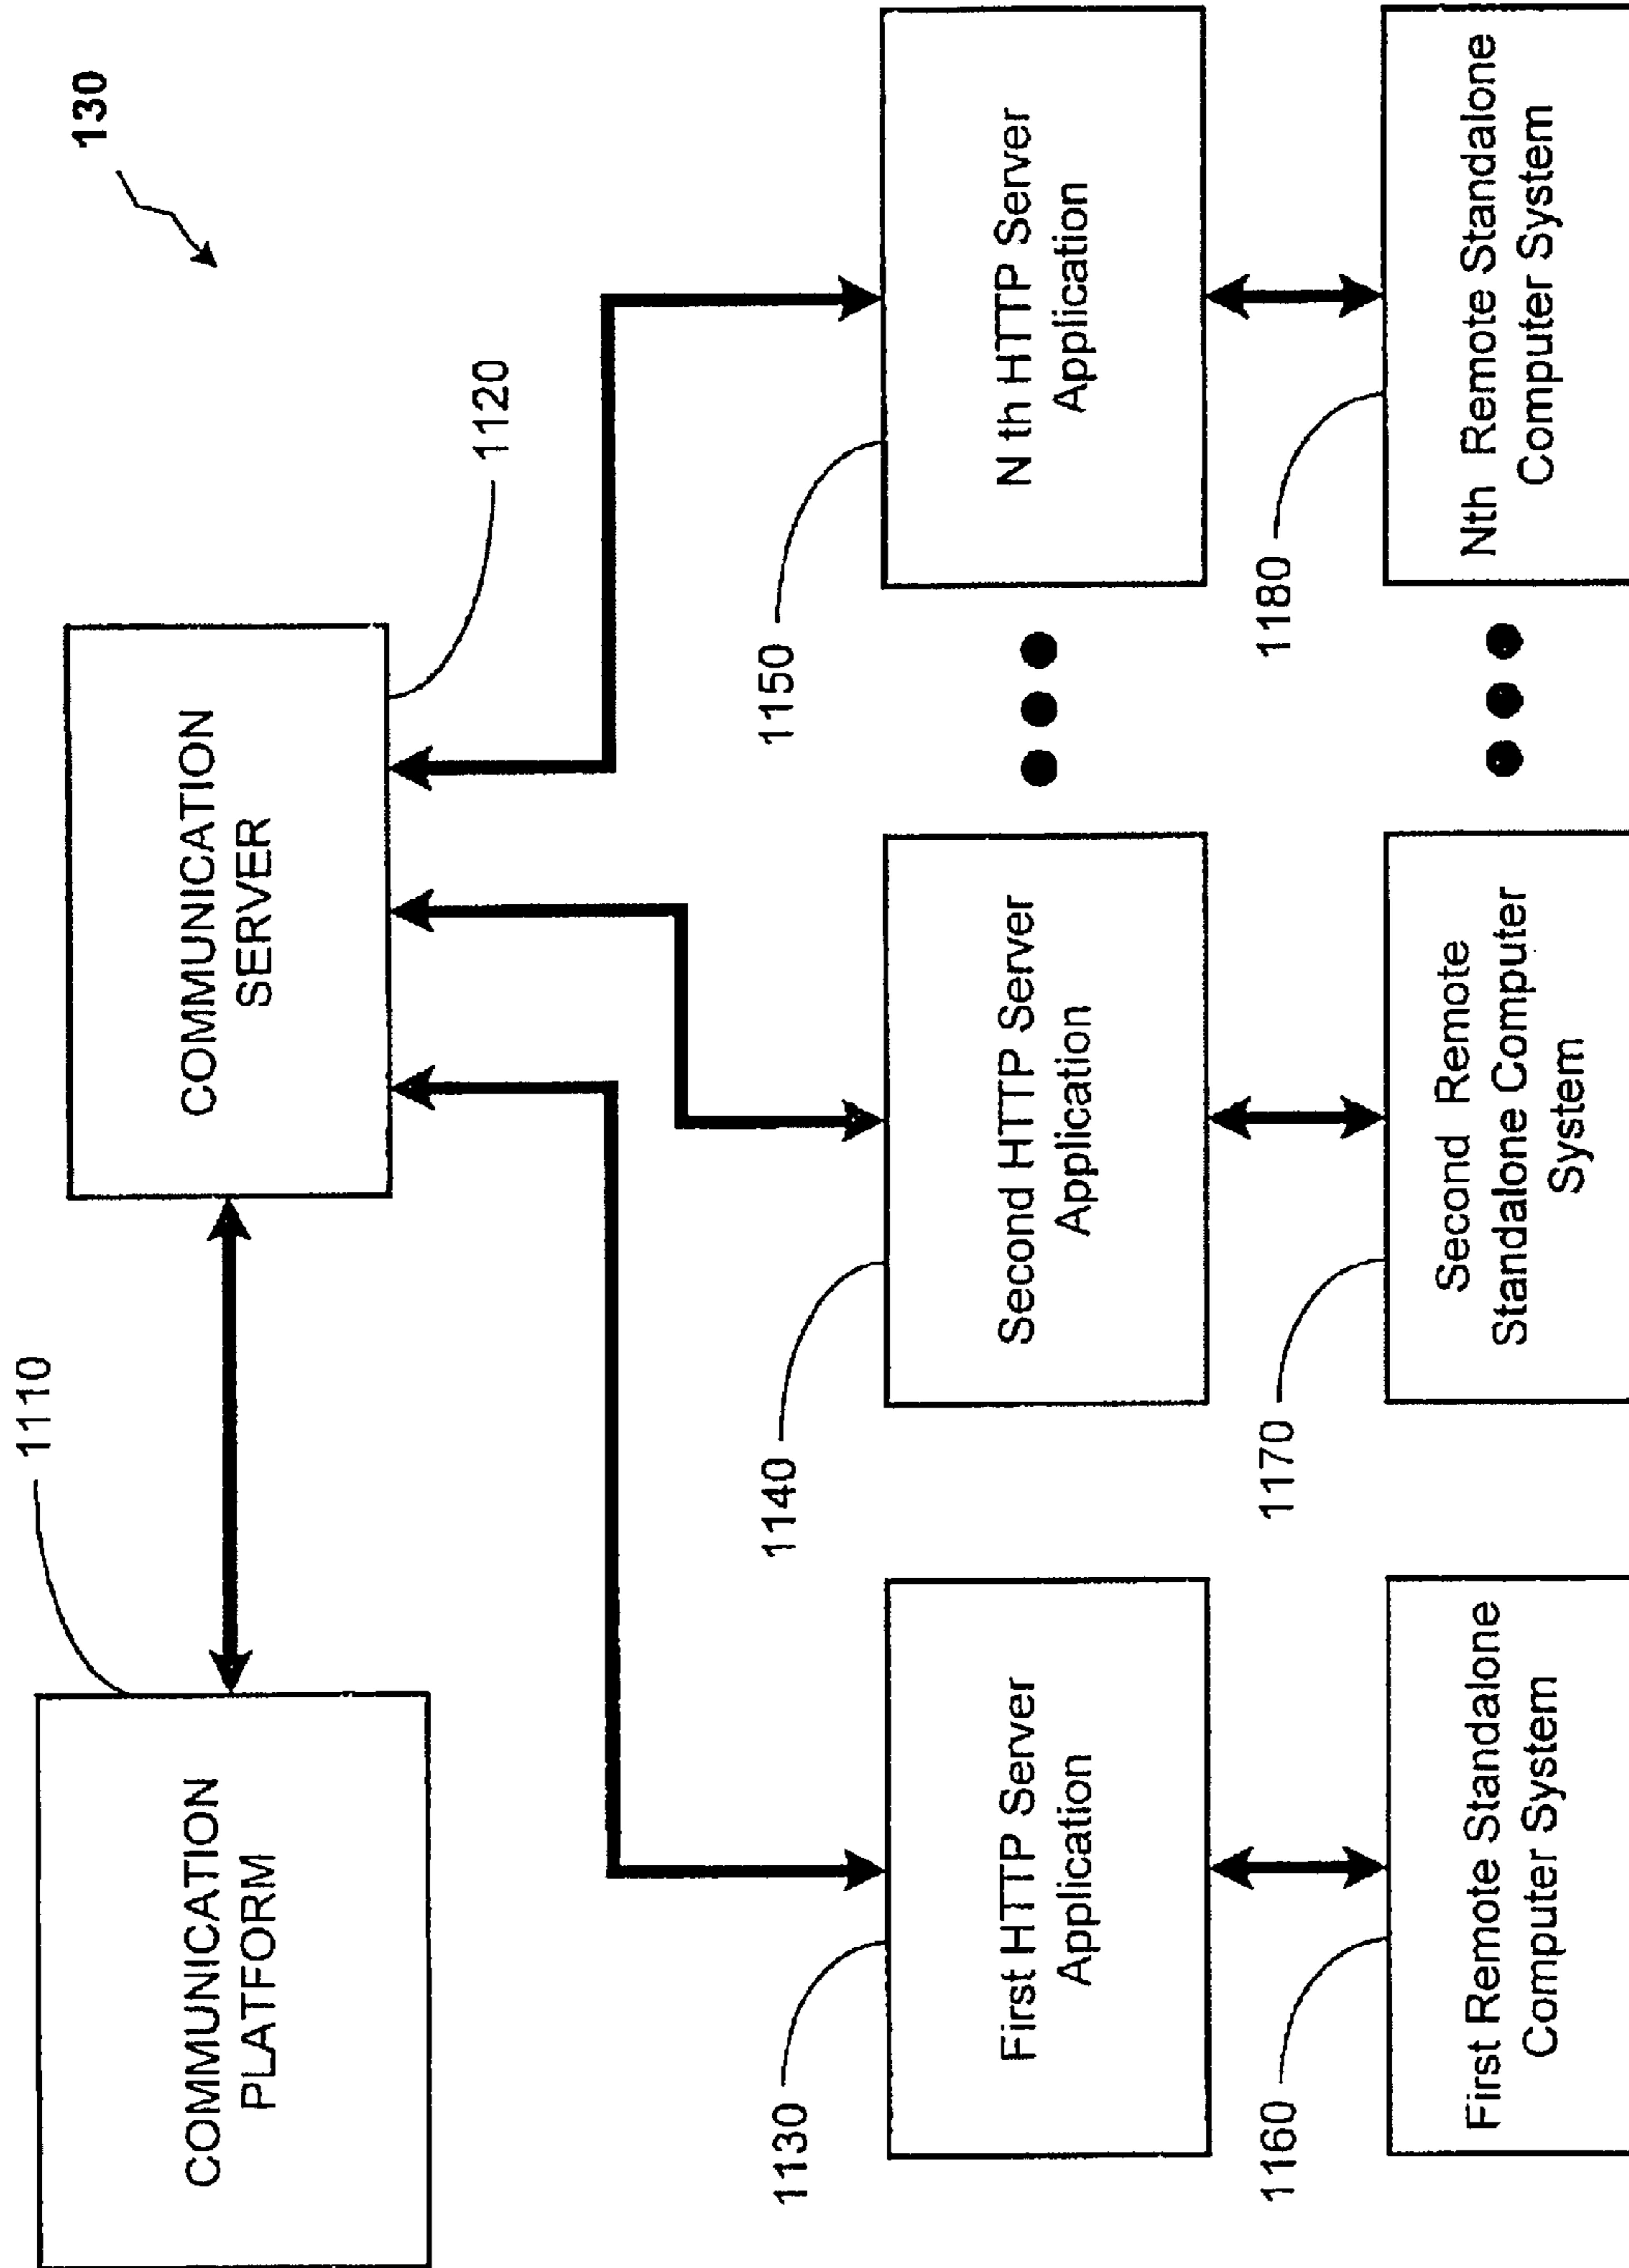 130
1110
COMMUNICATION
PLATFORM
COMMUNICATION
SERVER
1120
1130
First HTTP Server
Application
1140
Second HTTP Server
Application
1150
N th HTTP Server
Application
1160
First Remote Standalone
Computer System
1170
Second Remote
Standalone Computer
System
1180
Nth Remote Standalone
Computer System